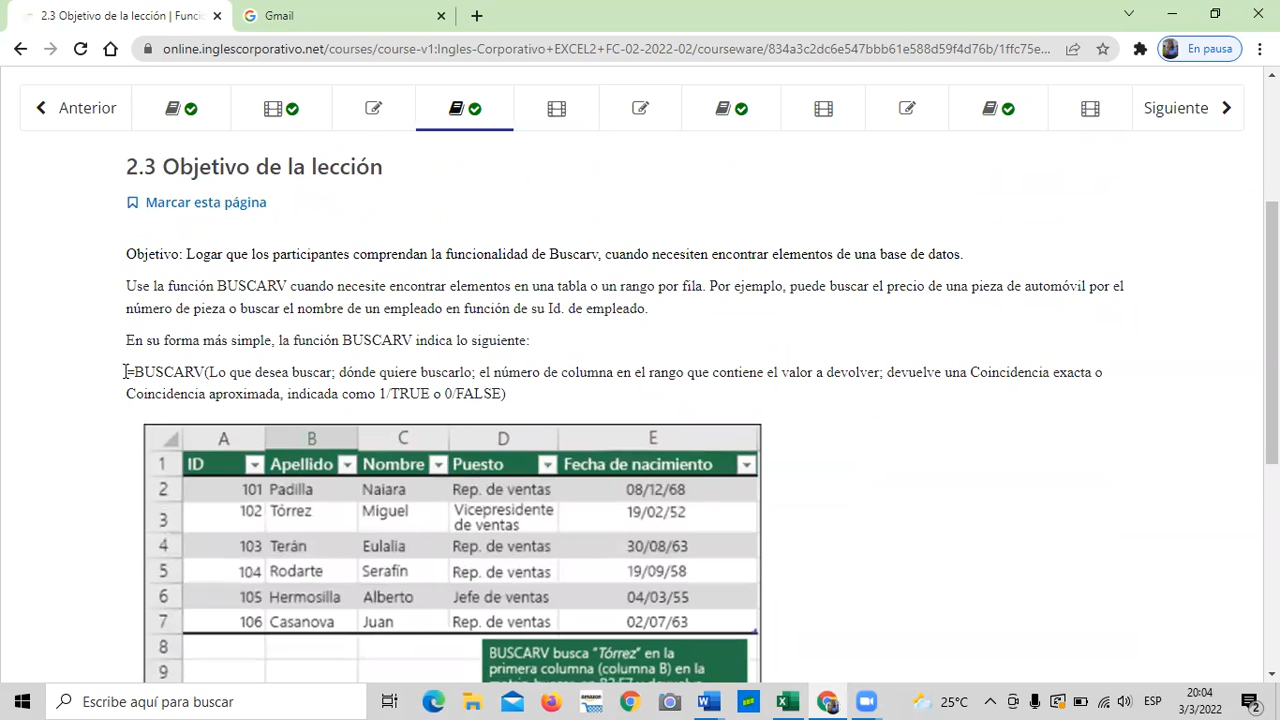 2.3 Objetivo de la lección | Funci
Gmail
online.inglescorporativo.net/courses/course-v1:Ingles-Corporativo+EXCEL2+FC-02-2022-02/courseware/834a3c2dc6e547bbb61e588d59f4d76b/1ffc75e...
En pausa
Anterior
Siguiente
2.3 Objetivo de la lección
Marcar esta página
Objetivo: Logar que los participantes comprendan la funcionalidad de Buscarv, cuando necesiten encontrar elementos de una base de datos.
Use la función BUSCARV cuando necesite encontrar elementos en una tabla o un rango por fila. Por ejemplo, puede buscar el precio de una pieza de automóvil por el
número de pieza o buscar el nombre de un empleado en función de su Id. de empleado.
En su forma más simple, la función BUSCARV indica lo siguiente:
=BUSCARV(Lo que desea buscar; dónde quiere buscarlo; el número de columna en el rango que contiene el valor a devolver; devuelve una Coincidencia exacta o
Coincidencia aproximada, indicada como 1/TRUE o 0/FALSE)
A B C D E
1 ID Apellido Nombre Puesto Fecha de nacimiento
2 101 Padilla Naiara Rep. de ventas 08/12/68
3 102 Tórrez Miguel Vicepresidente de ventas 19/02/52
4 103 Terán Eulalia Rep. de ventas 30/08/63
5 104 Rodarte Serafín Rep. de ventas 19/09/58
6 105 Hermosilla Alberto Jefe de ventas 04/03/55
7 106 Casanova Juan Rep. de ventas 02/07/63
8
9
BUSCARV busca "Tórrez" en la
primera columna (columna B) en la
Escribe aquí para buscar
25°C
ESP
20:04
3/3/2022
2